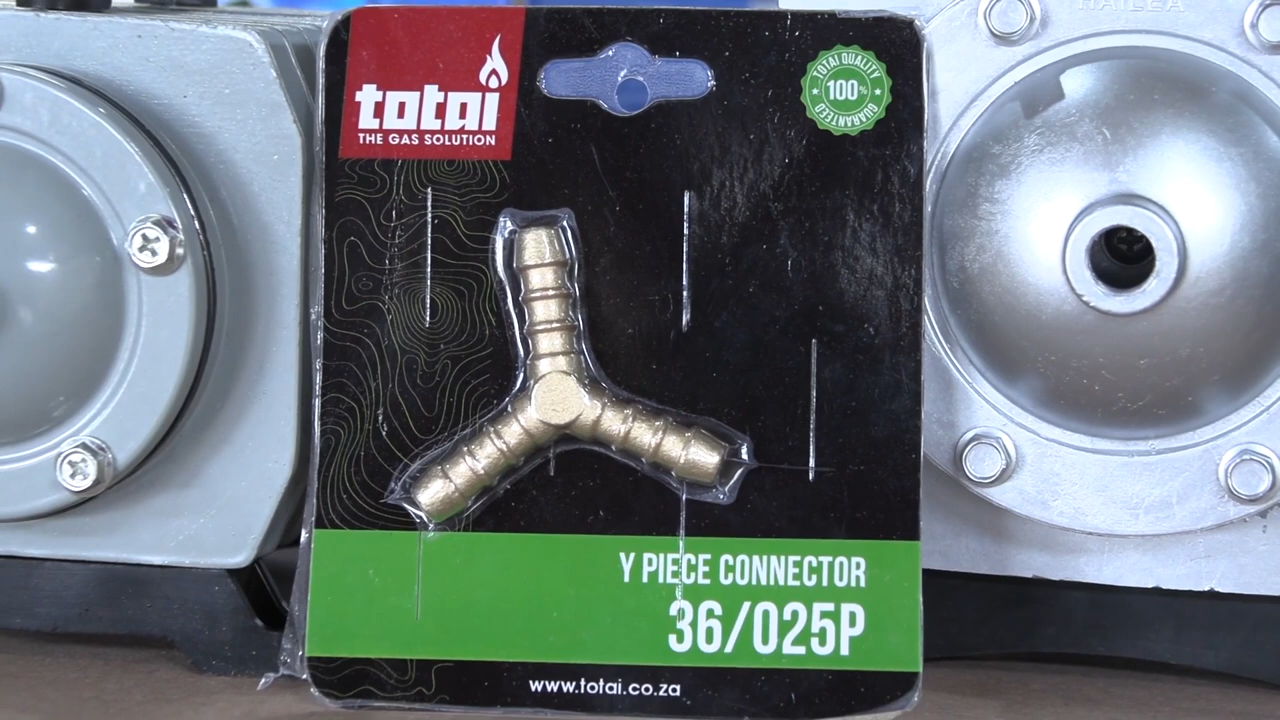 totai
THE GAS SOLUTION
TOTAI QUALITY
100%
GUARANTEED
HAILEA
Y PIECE CONNECTOR
36/025P
www.totai.co.za